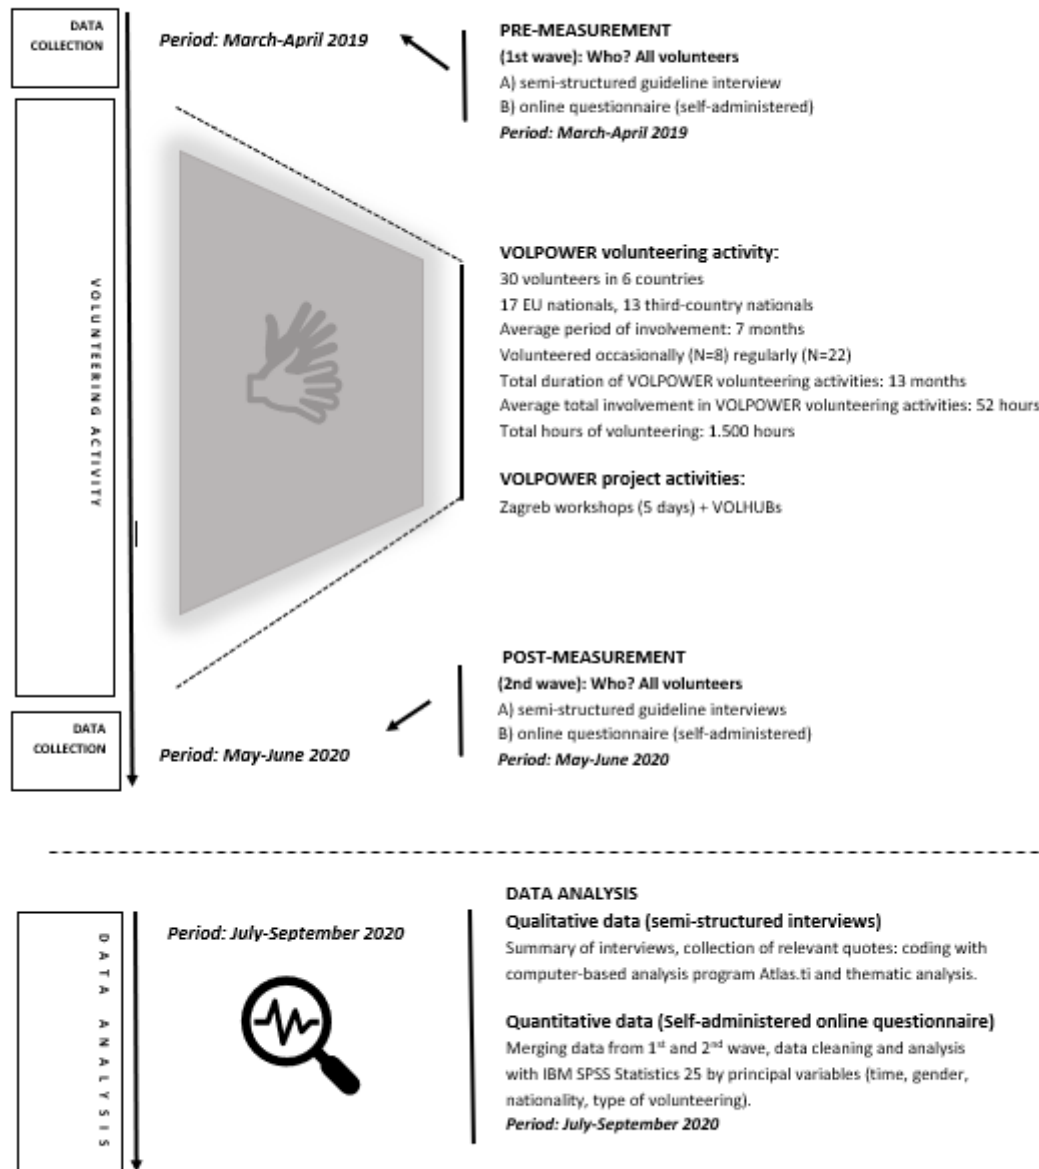 DATA
COLLECTION
Period: March-April 2019
PRE-MEASUREMENT
(1st wave): Who? All volunteers
A) semi-structured guideline interview
B) online questionnaire (self-administered)
Period: March-April 2019
VOLUNTEERING ACTIVITY
VOLPOWER volunteering activity:
30 volunteers in 6 countries
17 EU nationals, 13 third-country nationals
Average period of involvement: 7 months
Volunteered occasionally (N=8) regularly (N=22)
Total duration of VOLPOWER volunteering activities: 13 months
Average total involvement in VOLPOWER volunteering activities: 52 hours
Total hours of volunteering: 1.500 hours
VOLPOWER project activities:
Zagreb workshops (5 days) + VOLHUBs
DATA
COLLECTION
Period: May-June 2020
POST-MEASUREMENT
(2nd wave): Who? All volunteers
A) semi-structured guideline interviews
B) online questionnaire (self-administered)
Period: May-June 2020
DATA ANALYSIS
Period: July-September 2020
DATA ANALYSIS
Qualitative data (semi-structured interviews)
Summary of interviews, collection of relevant quotes: coding with
computer-based analysis program Atlas.ti and thematic analysis.
Quantitative data (Self-administered online questionnaire)
Merging data from 1st and 2nd wave, data cleaning and analysis
with IBM SPSS Statistics 25 by principal variables (time, gender,
nationality, type of volunteering).
Period: July-September 2020